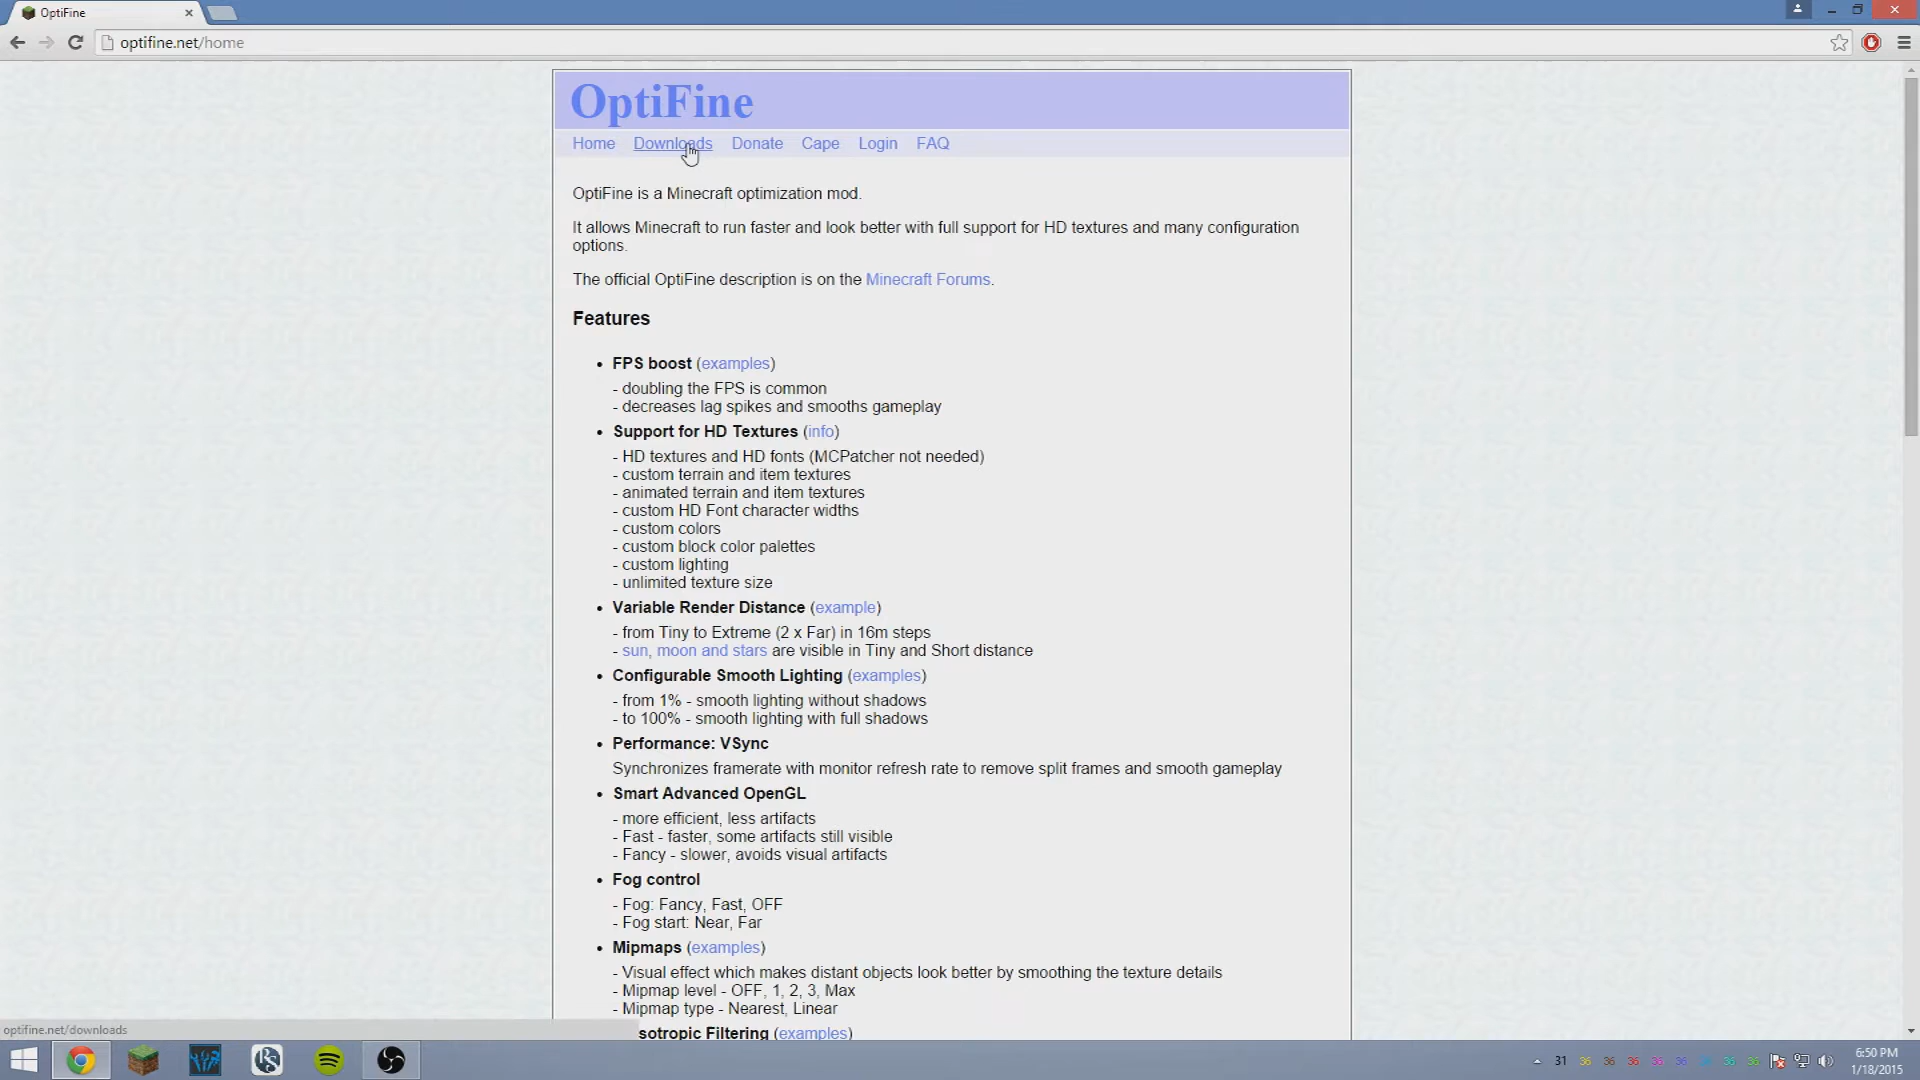 OptiFine
optifine.net/home
OptiFine
Home Downloads Donate Cape Login FAQ
OptiFine is a Minecraft optimization mod.
It allows Minecraft to run faster and look better with full support for HD textures and many configuration
options.
The official OptiFine description is on the Minecraft Forums.
Features
• FPS boost (examples)
- doubling the FPS is common
- decreases lag spikes and smooths gameplay
• Support for HD Textures (info)
- HD textures and HD fonts (MCPatcher not needed)
- custom terrain and item textures
- animated terrain and item textures
- custom HD Font character widths
- custom colors
- custom block color palettes
- custom lighting
- unlimited texture size
• Variable Render Distance (example)
- from Tiny to Extreme (2 x Far) in 16m steps
- sun, moon and stars are visible in Tiny and Short distance
• Configurable Smooth Lighting (examples)
- from 1% - smooth lighting without shadows
- to 100% - smooth lighting with full shadows
• Performance: VSync
Synchronizes framerate with monitor refresh rate to remove split frames and smooth gameplay
• Smart Advanced OpenGL
- more efficient, less artifacts
- Fast - faster, some artifacts still visible
- Fancy - slower, avoids visual artifacts
• Fog control
- Fog: Fancy, Fast, OFF
- Fog start: Near, Far
• Mipmaps (examples)
- Visual effect which makes distant objects look better by smoothing the texture details
- Mipmap level - OFF, 1, 2, 3, Max
- Mipmap type - Nearest, Linear
sotropic Filtering (examples)
optifine.net/downloads
31 36 36 36 36 36 36 36 36
6:50 PM
1/18/2015